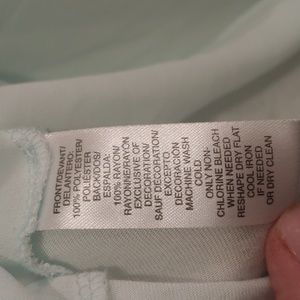 FRONT/DEVANT/
DELANTERO:
100% POLYESTER/
POLIÉSTER
BACK/DOS/
ESPALDA:
100% RAYON/
RAYONNE/RAYON
EXCLUSIVE OF
DECORATION/
SAUF DÉCORATION/
EXCEPTO
DECORACIÓN
MACHINE WASH
COLD
ONLY NON-
CHLORINE BLEACH
WHEN NEEDED
RESHAPE DRY FLAT
COOL IRON
IF NEEDED
OR DRY CLEAN